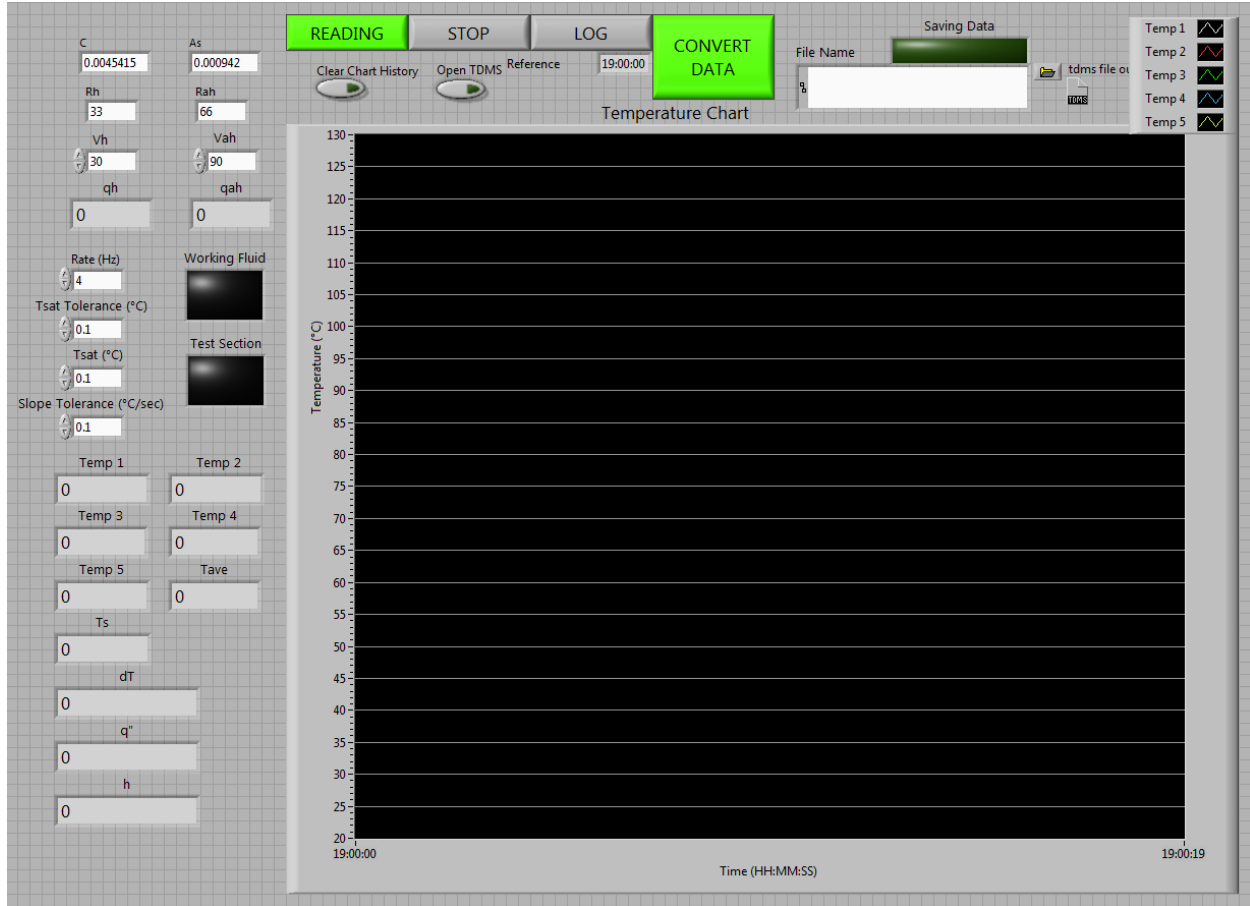 READING STOP LOG CONVERT DATA
Saving Data
File Name
Clear Chart History
Open TDMS
Reference
19:00:00
tdms file ou
TDMS
Temp 1
Temp 2
Temp 3
Temp 4
Temp 5
C As
0.0045415 0.000942
Rh Rah
33 66
Vh Vah
30 90
qh qah
0 0
Rate (Hz)
4
Working Fluid
Tsat Tolerance (°C)
0.1
Test Section
Tsat (°C)
0.1
Slope Tolerance (°C/sec)
0.1
Temp 1 Temp 2
0 0
Temp 3 Temp 4
0 0
Temp 5 Tave
0 0
Ts
0
dT
0
q"
0
h
0
Temperature Chart
Temperature (°C)
130
125
120
115
110
105
100
95
90
85
80
75
70
65
60
55
50
45
40
35
30
25
20
19:00:00 19:00:19
Time (HH:MM:SS)